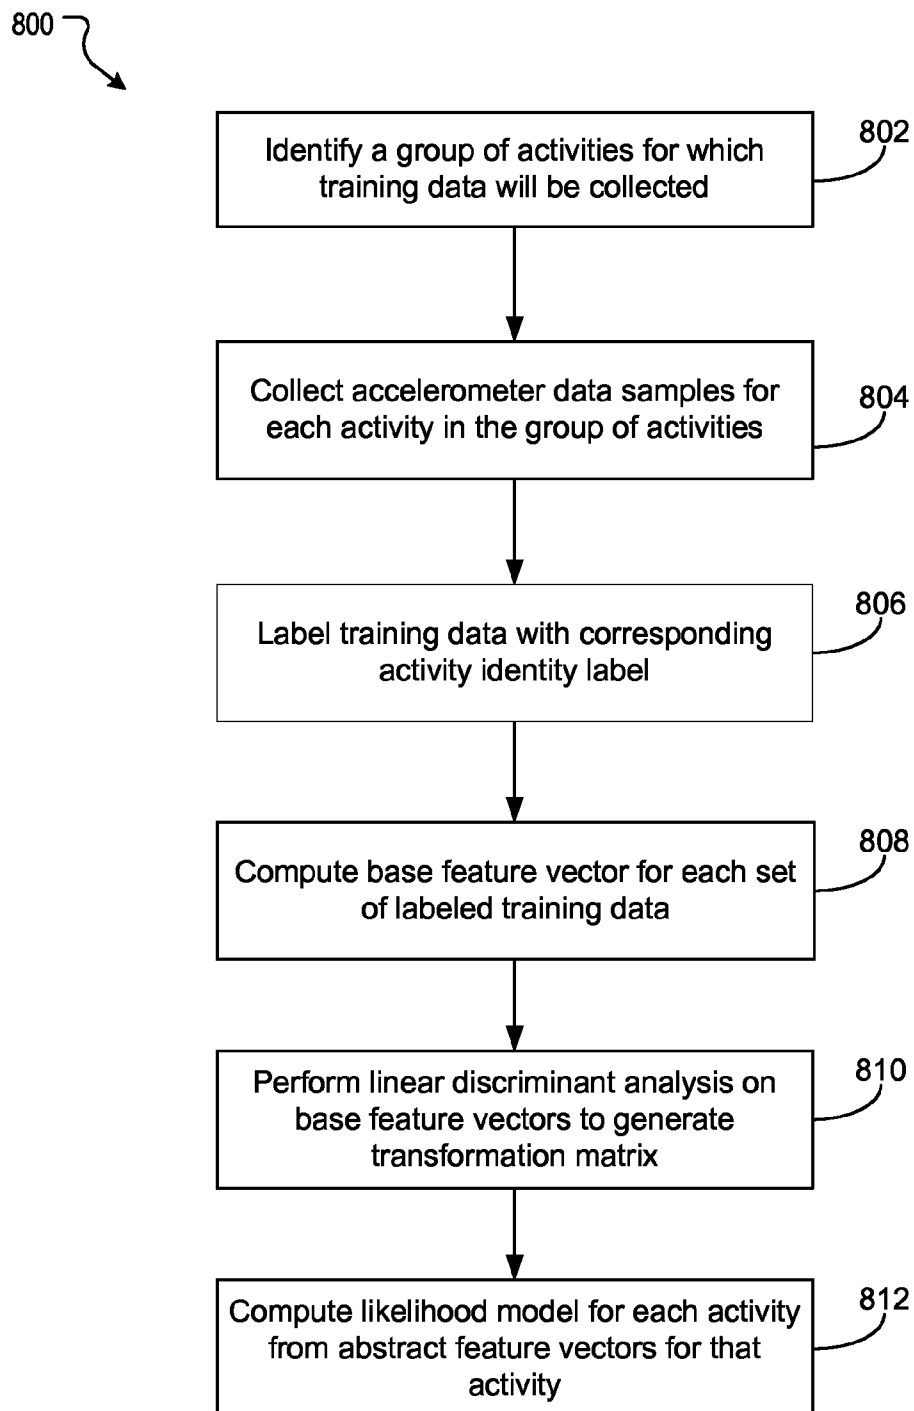 800
802
Identify a group of activities for which
training data will be collected
804
Collect accelerometer data samples for
each activity in the group of activities
806
Label training data with corresponding
activity identity label
808
Compute base feature vector for each set
of labeled training data
810
Perform linear discriminant analysis on
base feature vectors to generate
transformation matrix
812
Compute likelihood model for each activity
from abstract feature vectors for that
activity